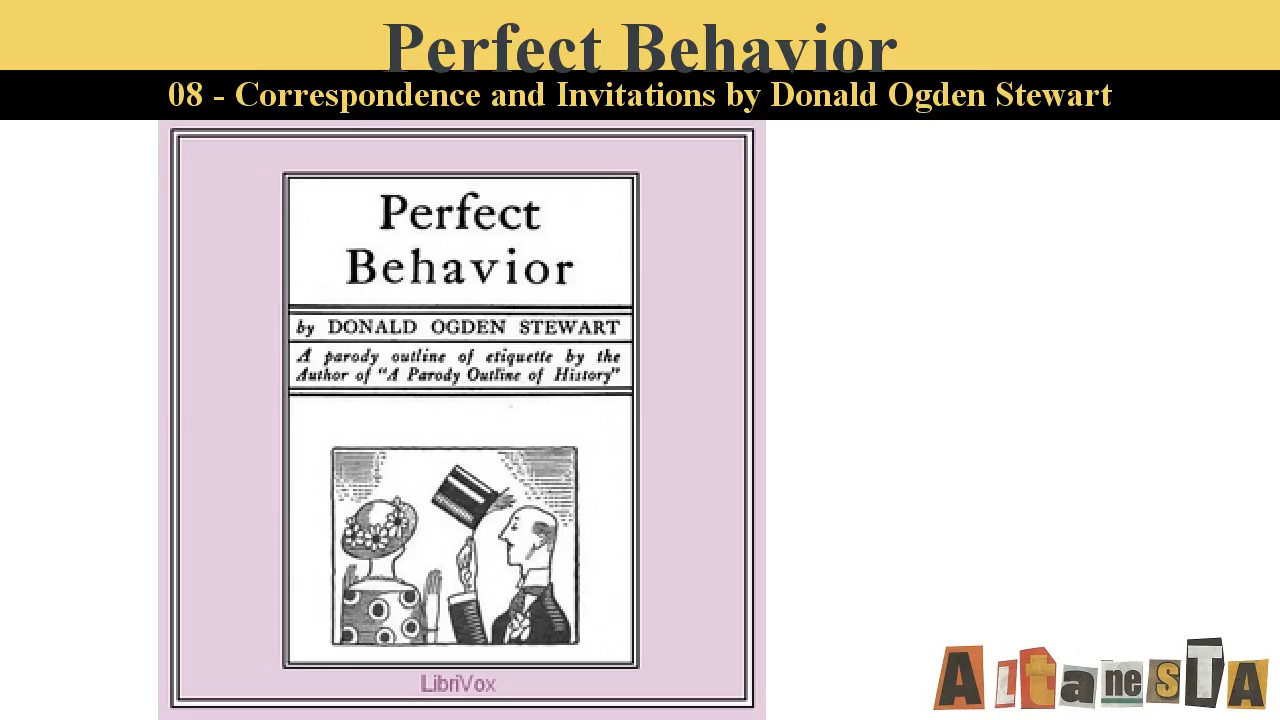 Perfect Behavior
08 - Correspondence and Invitations by Donald Ogden Stewart
Perfect
Behavior
by DONALD OGDEN STEWART
A parody outline of etiquette by the
Author of "A Parody Outline of History"
LibriVox
AltanesTA